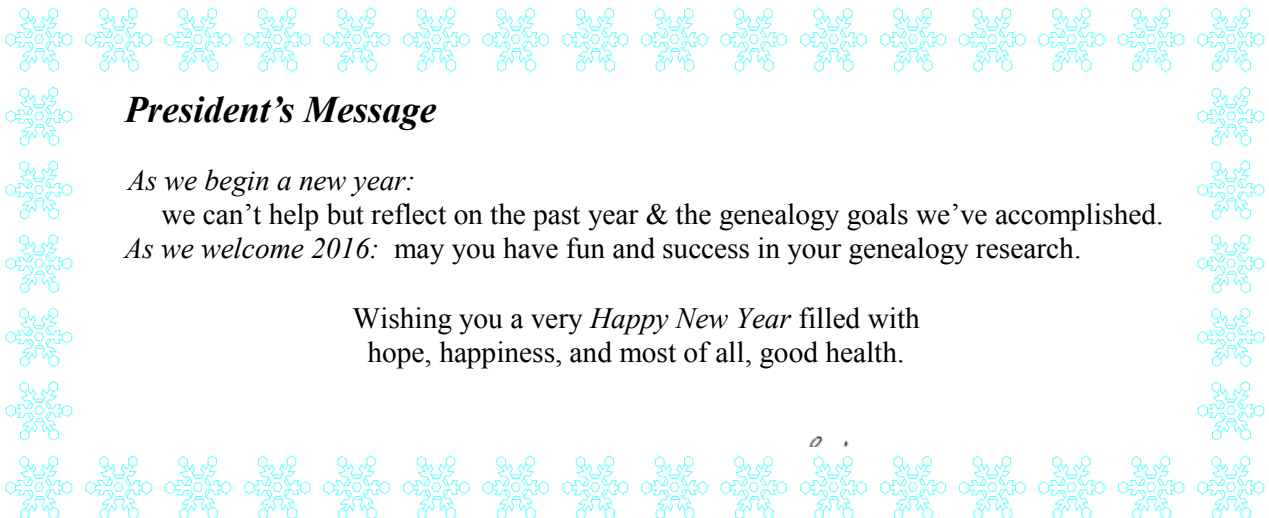 President’s Message
As we begin a new year:
we can’t help but reflect on the past year & the genealogy goals we’ve accomplished.
As we welcome 2016:  may you have fun and success in your genealogy research.
Wishing you a very Happy New Year filled with
hope, happiness, and most of all, good health.